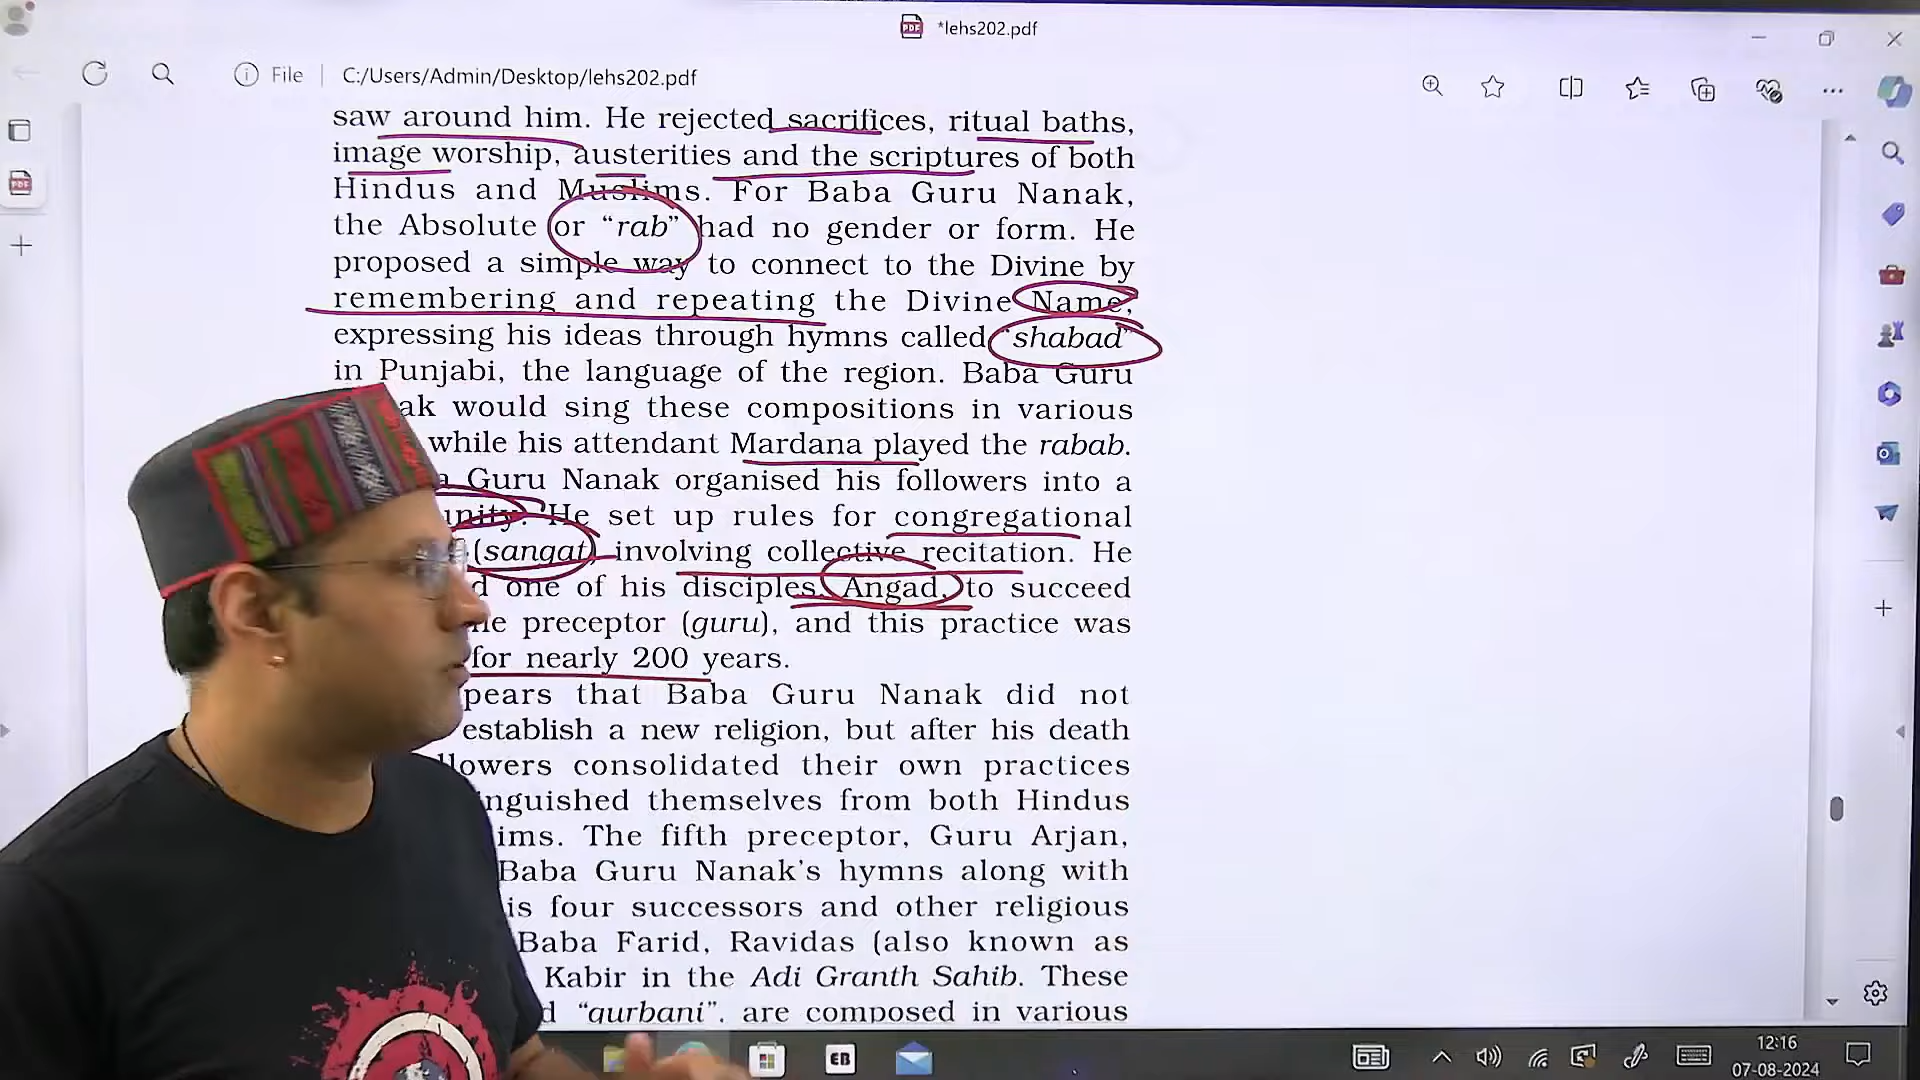 *lehs202.pdf
File
C:/Users/Admin/Desktop/lehs202.pdf
saw around him. He rejected sacrifices, ritual baths,
image worship, austerities and the scriptures of both
Hindus and Muslims. For Baba Guru Nanak,
the Absolute or “rab” had no gender or form. He
proposed a simple way to connect to the Divine by
remembering and repeating the Divine Name,
expressing his ideas through hymns called “shabad”
in Punjabi, the language of the region. Baba Guru
ak would sing these compositions in various
while his attendant Mardana played the rabab.
a Guru Nanak organised his followers into a
unity. He set up rules for congregational
(sangat) involving collective recitation. He
d one of his disciples, Angad, to succeed
preceptor (guru), and this practice was
for nearly 200 years.
pears that Baba Guru Nanak did not
establish a new religion, but after his death
llowers consolidated their own practices
inguished themselves from both Hindus
ims. The fifth preceptor, Guru Arjan,
Baba Guru Nanak’s hymns along with
is four successors and other religious
Baba Farid, Ravidas (also known as
Kabir in the Adi Granth Sahib. These
d “gurbani”, are composed in various
EB
12:16
07-08-2024